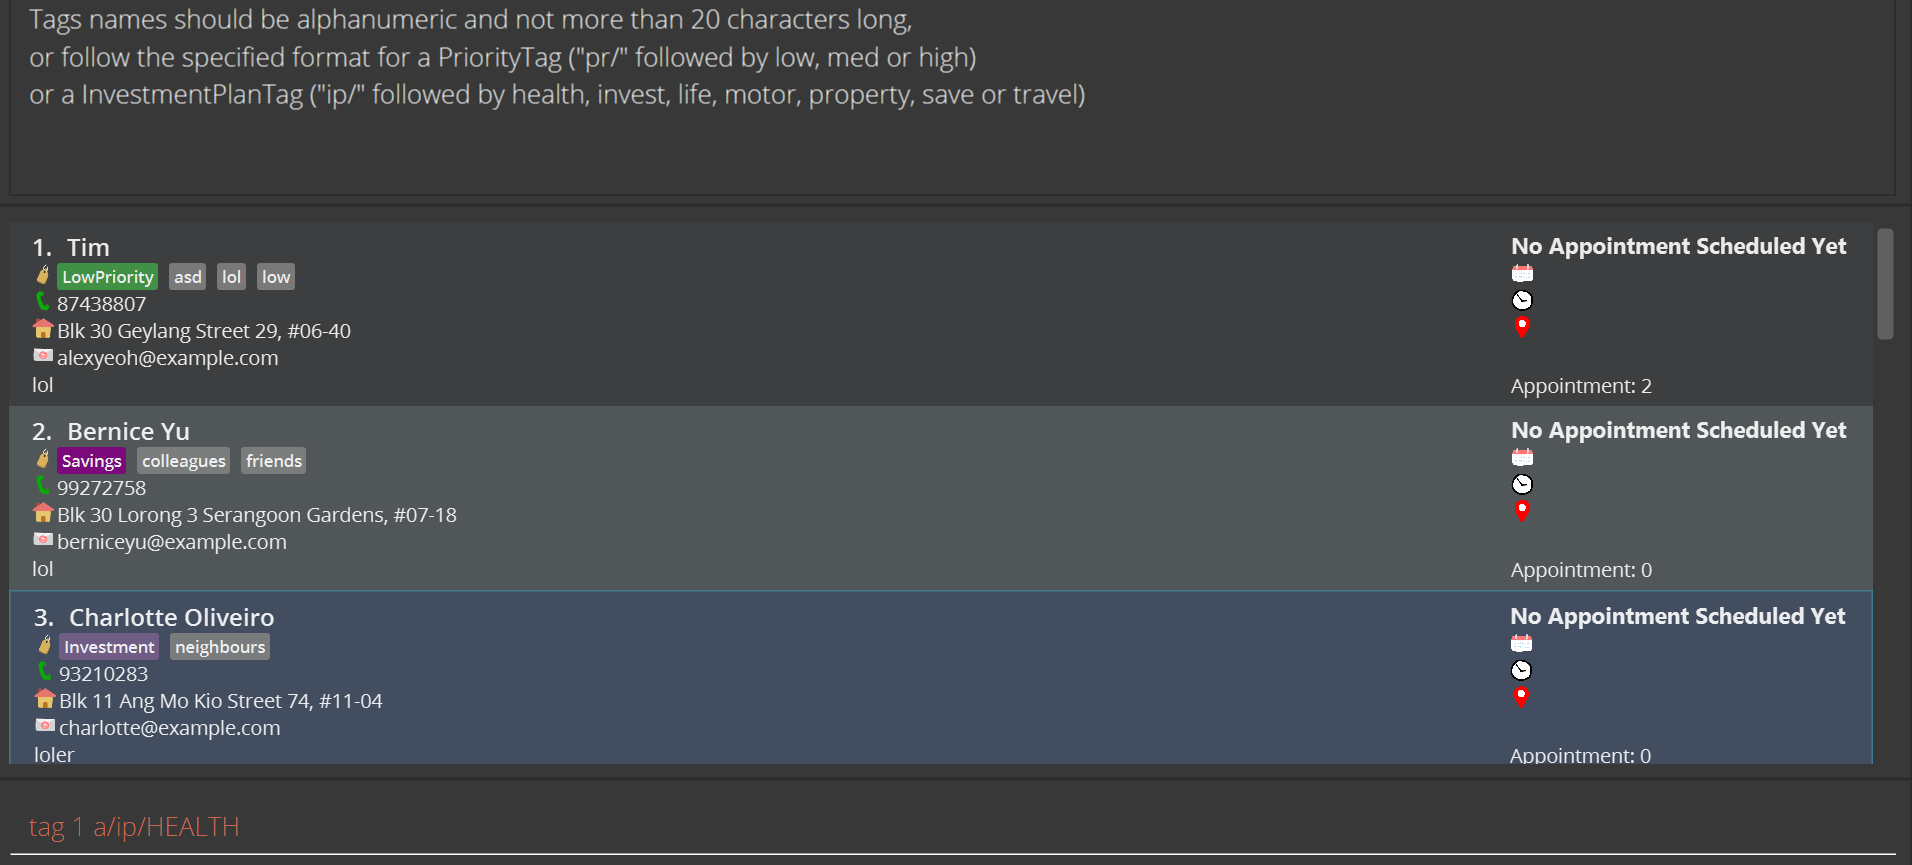 Tags names should be alphanumeric and not more than 20 characters long,
or follow the specified format for a PriorityTag ("pr/" followed by low, med or high)
or a InvestmentPlanTag ("ip/" followed by health, invest, life, motor, property, save or travel)
1. Tim
LowPriority asd lol low
87438807
Blk 30 Geylang Street 29, #06-40
alexyeoh@example.com
lol
No Appointment Scheduled Yet
Appointment: 2
2. Bernice Yu
Savings colleagues friends
99272758
Blk 30 Lorong 3 Serangoon Gardens, #07-18
berniceyu@example.com
lol
No Appointment Scheduled Yet
Appointment: 0
3. Charlotte Oliveiro
Investment neighbours
93210283
Blk 11 Ang Mo Kio Street 74, #11-04
charlotte@example.com
loler
No Appointment Scheduled Yet
Appointment: 0
tag 1 a/ip/HEALTH